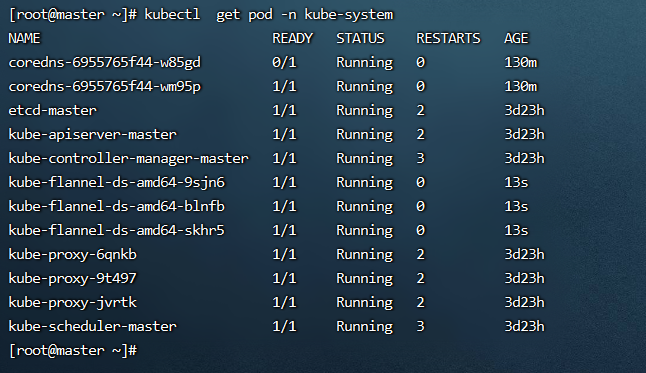 [root@master ~]# kubectl  get pod -n kube-system
NAME                             READY   STATUS    RESTARTS   AGE
coredns-6955765f44-w85gd         0/1     Running   0          130m
coredns-6955765f44-wm95p         1/1     Running   0          130m
etcd-master                      1/1     Running   2          3d23h
kube-apiserver-master            1/1     Running   2          3d23h
kube-controller-manager-master   1/1     Running   3          3d23h
kube-flannel-ds-amd64-9sjn6      1/1     Running   0          13s
kube-flannel-ds-amd64-blnfb      1/1     Running   0          13s
kube-flannel-ds-amd64-skhr5      1/1     Running   0          13s
kube-proxy-6qnkb                 1/1     Running   2          3d23h
kube-proxy-9t497                 1/1     Running   2          3d23h
kube-proxy-jvrtk                 1/1     Running   2          3d23h
kube-scheduler-master            1/1     Running   3          3d23h
[root@master ~]#